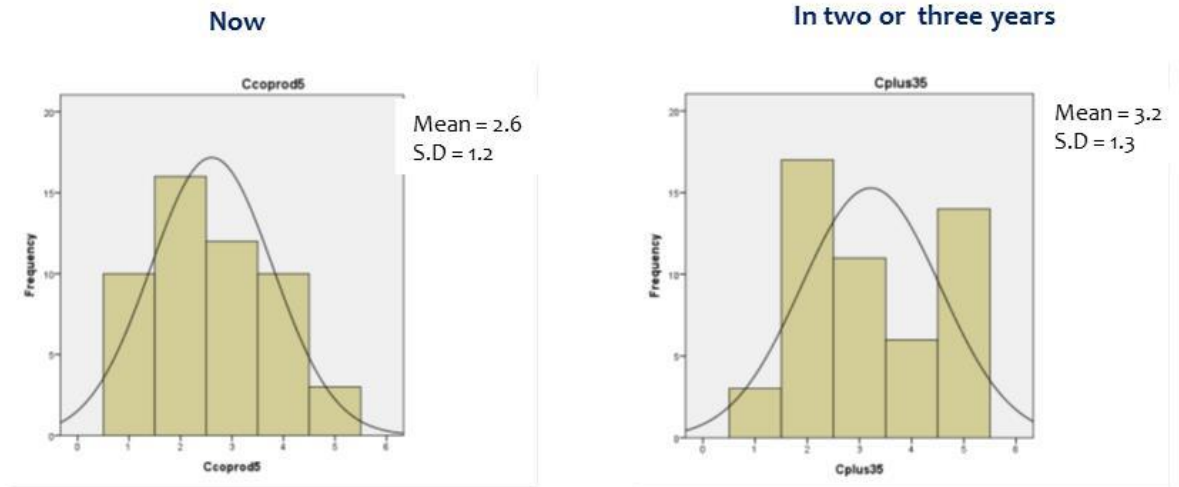 Now
Ccoprod5
Mean = 2.6
S.D = 1.2
20
15
10
5
0
Frequency
0 1 2 3 4 5 6
Ccoprod5
In two or three years
Cplus35
Mean = 3.2
S.D = 1.3
20
15
10
5
0
Frequency
0 1 2 3 4 5 6
Cplus35